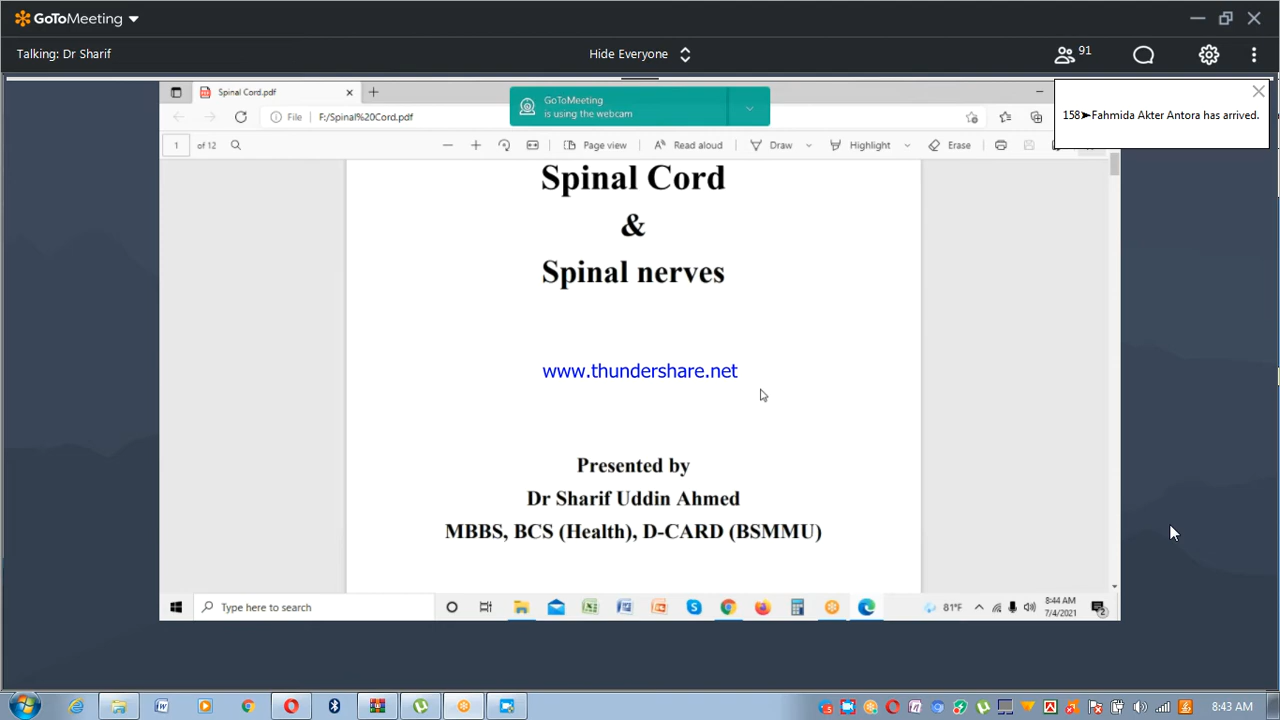 GoToMeeting
Talking: Dr Sharif
Hide Everyone
91
Spinal Cord.pdf
GoToMeeting
is using the webcam
158➤Fahmida Akter Antora has arrived.
File
F:/Spinal%20Cord.pdf
1
of 12
Page view
Read aloud
Draw
Highlight
Erase
Spinal Cord
&
Spinal nerves
www.thundershare.net
Presented by
Dr Sharif Uddin Ahmed
MBBS, BCS (Health), D-CARD (BSMMU)
Type here to search
81°F
8:44 AM
7/4/2021
2
8:43 AM